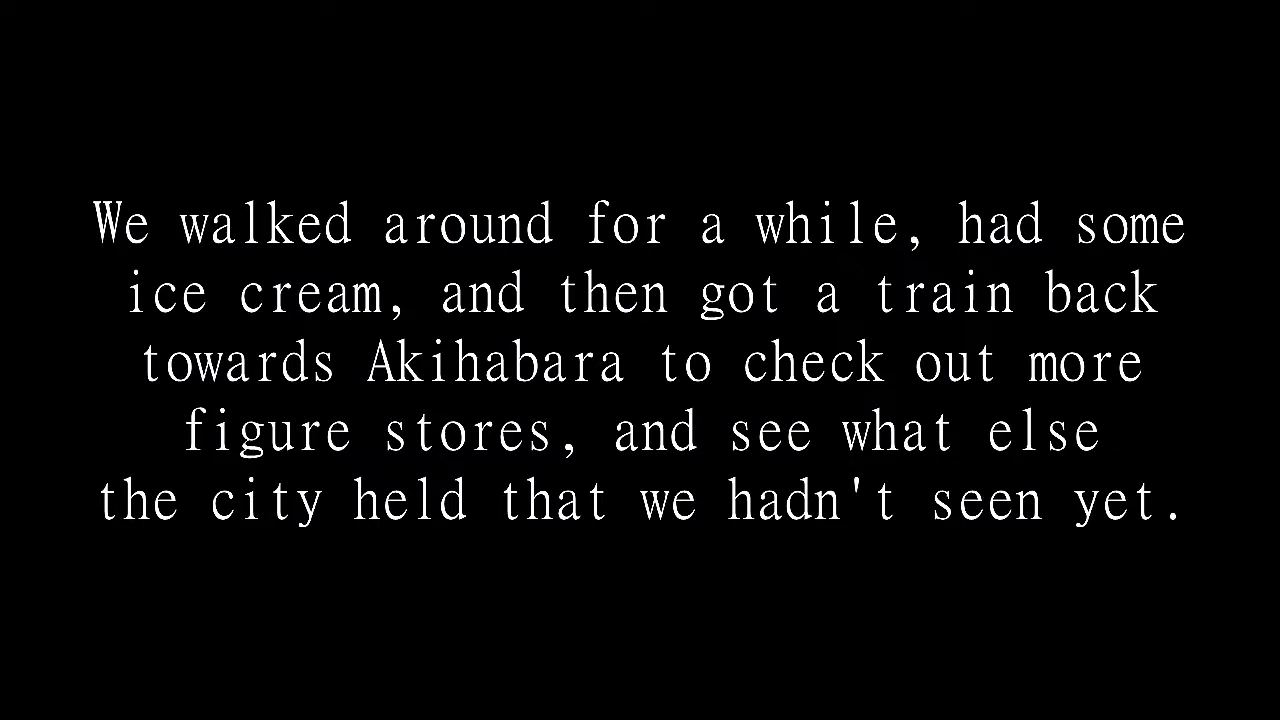 We walked around for a while, had some
ice cream, and then got a train back
towards Akihabara to check out more
figure stores, and see what else
the city held that we hadn't seen yet.